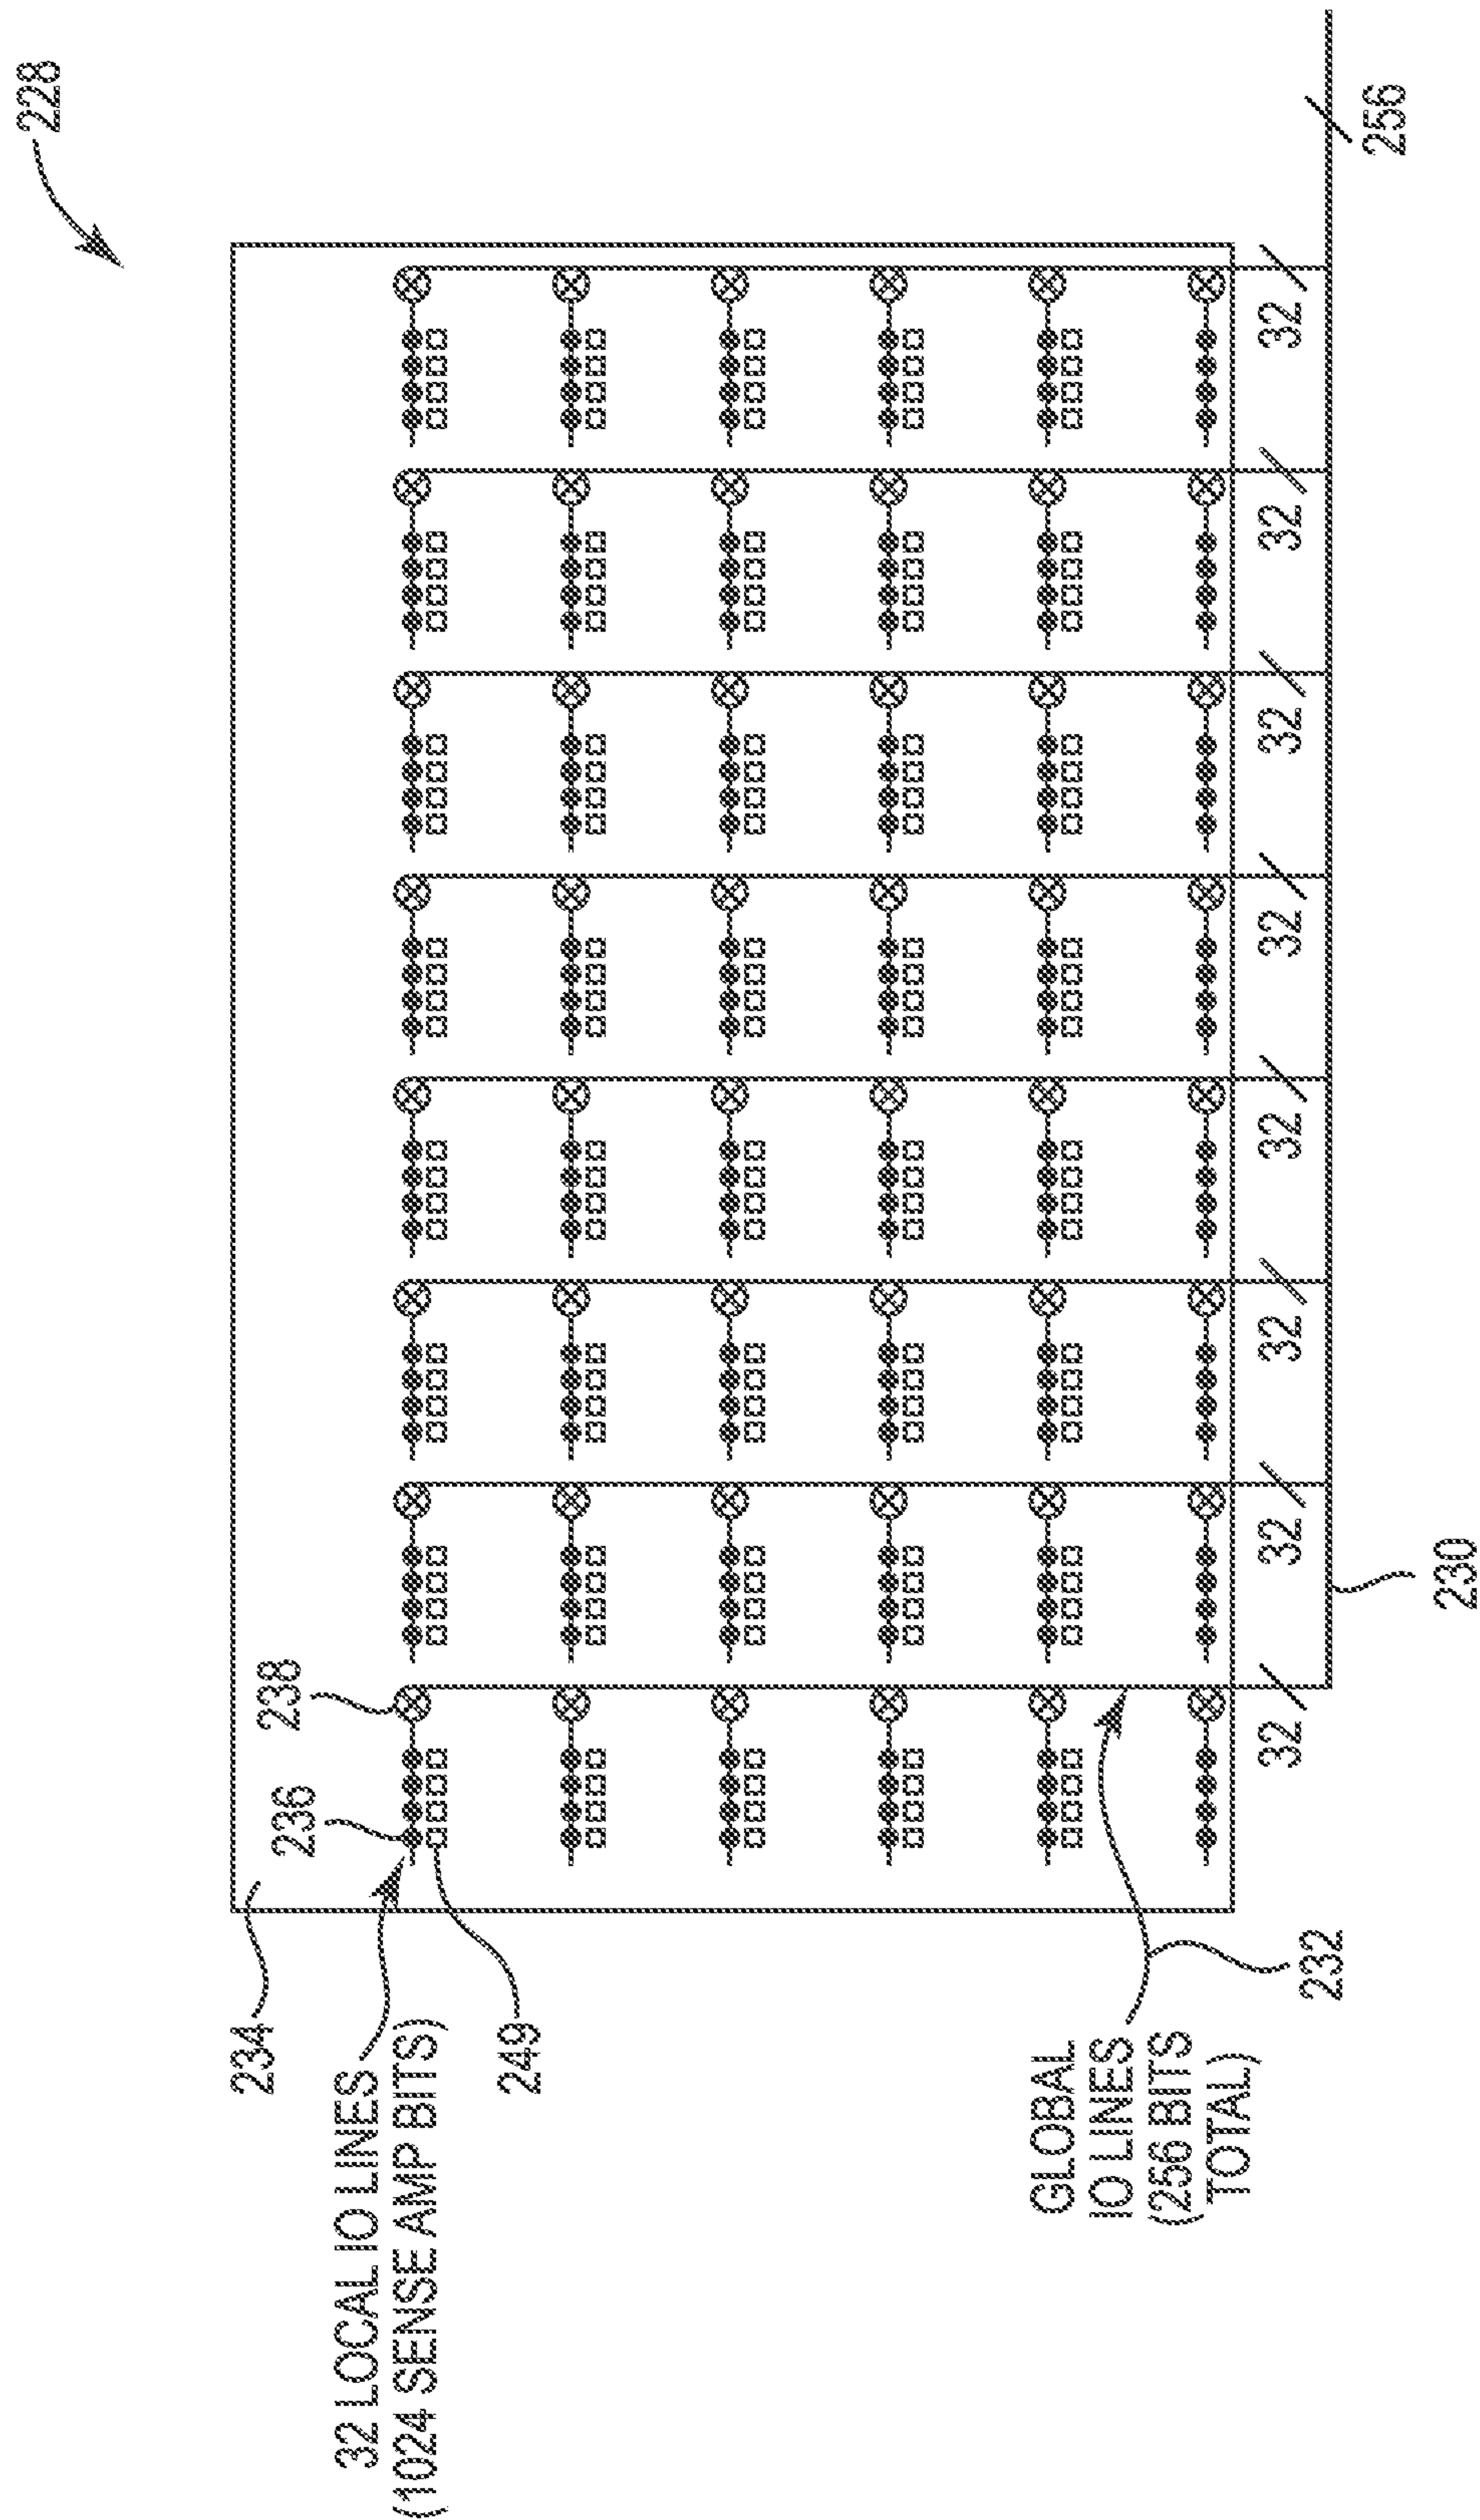 228
256
32
32
32
32
32
32
32
32
230
238
236
234
32 LOCAL IO LINES
(1024 SENSE AMP BITS)
249
GLOBAL
IO LINES
(256 BITS
TOTAL)
232